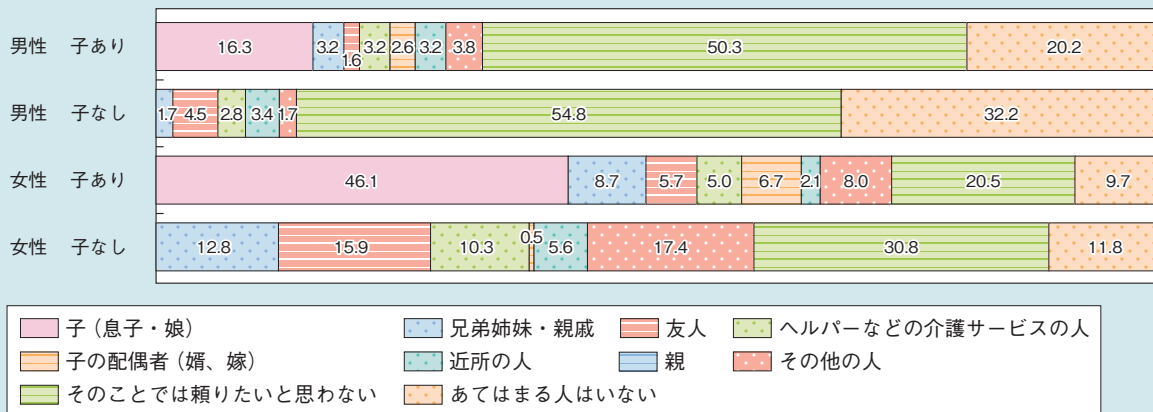 男性 子あり 16.3 3.2 1.6 3.2 2.6 3.2 3.8 50.3 20.2
男性 子なし 1.7 4.5 2.8 3.4 1.7 54.8 32.2
女性 子あり 46.1 8.7 5.7 5.0 6.7 2.1 8.0 20.5 9.7
女性 子なし 12.8 15.9 10.3 0.5 5.6 17.4 30.8 11.8
子（息子・娘） 兄弟姉妹・親戚 友人 ヘルパーなどの介護サービスの人
子の配偶者（婿、嫁） 近所の人 親 その他の人
そのことでは頼りたいと思わない あてはまる人はいない